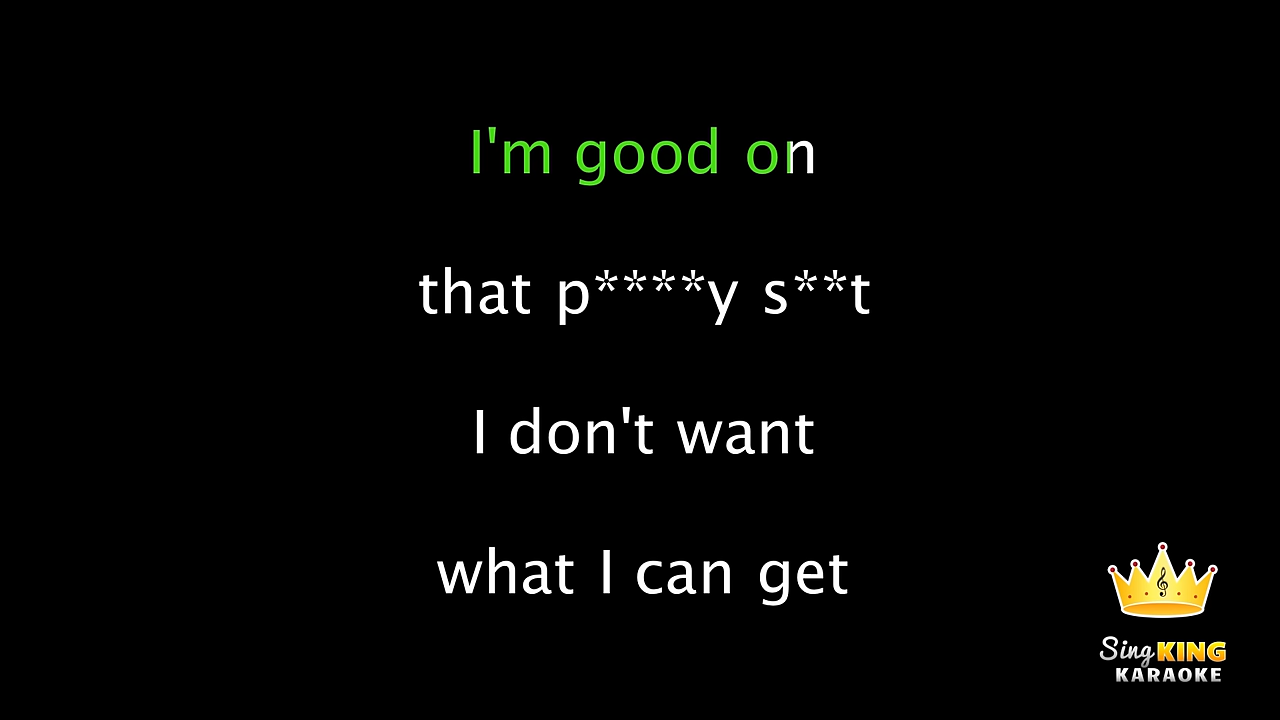 I'm good on
that p****y s**t
I don't want
what I can get
Sing KING
KARAOKE